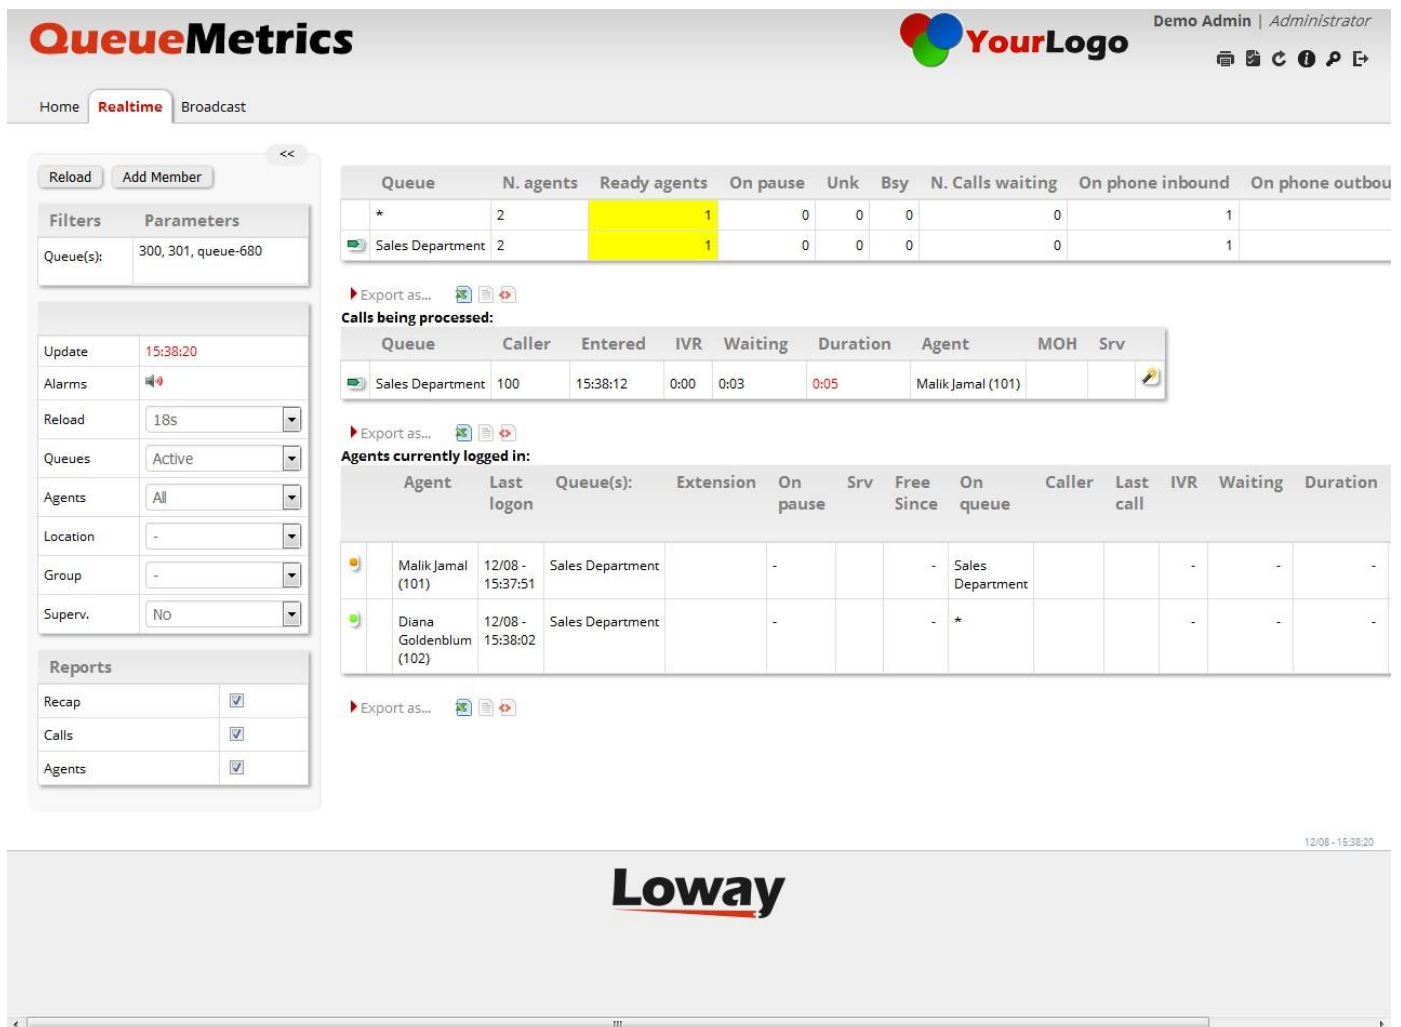 QueueMetrics
YourLogo
Demo Admin | Administrator
Home Realtime Broadcast
<<
Reload Add Member
Filters Parameters
Queue(s): 300, 301, queue-680
Update 15:38:20
Alarms
Reload 18s
Queues Active
Agents All
Location -
Group -
Superv. No
Reports
Recap
Calls
Agents
Queue N. agents Ready agents On pause Unk Bsy N. Calls waiting On phone inbound On phone outbou
* 2 1 0 0 0 0 1
Sales Department 2 1 0 0 0 0 1
Export as...
Calls being processed:
Queue Caller Entered IVR Waiting Duration Agent MOH Srv
Sales Department 100 15:38:12 0:00 0:03 0:05 Malik Jamal (101)
Export as...
Agents currently logged in:
Agent Last Queue(s): Extension On Srv Free On Caller Last IVR Waiting Duration
logon pause Since queue call
Malik Jamal 12/08 - Sales Department - - Sales - - -
(101) 15:37:51 Department
Diana 12/08 - Sales Department - - * - - -
Goldenblum 15:38:02
(102)
Export as...
12/08 - 15:38:20
Loway